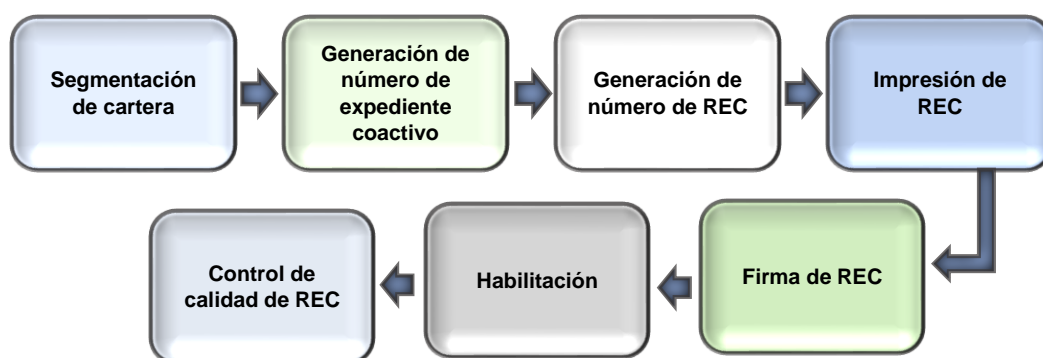 Segmentación
de cartera
Generación de
número de
expediente
coactivo
Generación de
número de REC
Impresión de
REC
Firma de REC
Habilitación
Control de
calidad de REC